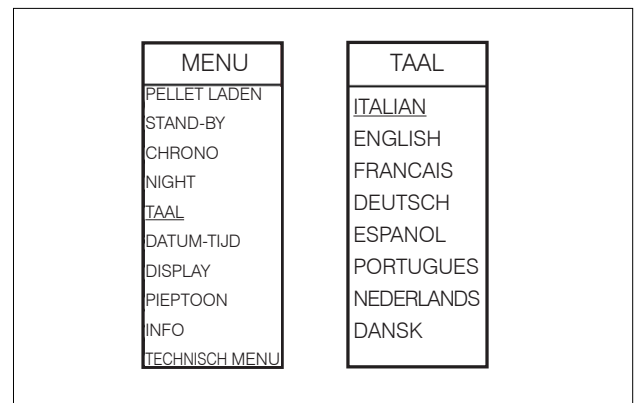 MENU
PELLET LADEN
STAND-BY
CHRONO
NIGHT
TAAL
DATUM-TIJD
DISPLAY
PIEPTOON
INFO
TECHNISCH MENU
TAAL
ITALIAN
ENGLISH
FRANCAIS
DEUTSCH
ESPANOL
PORTUGUES
NEDERLANDS
DANSK